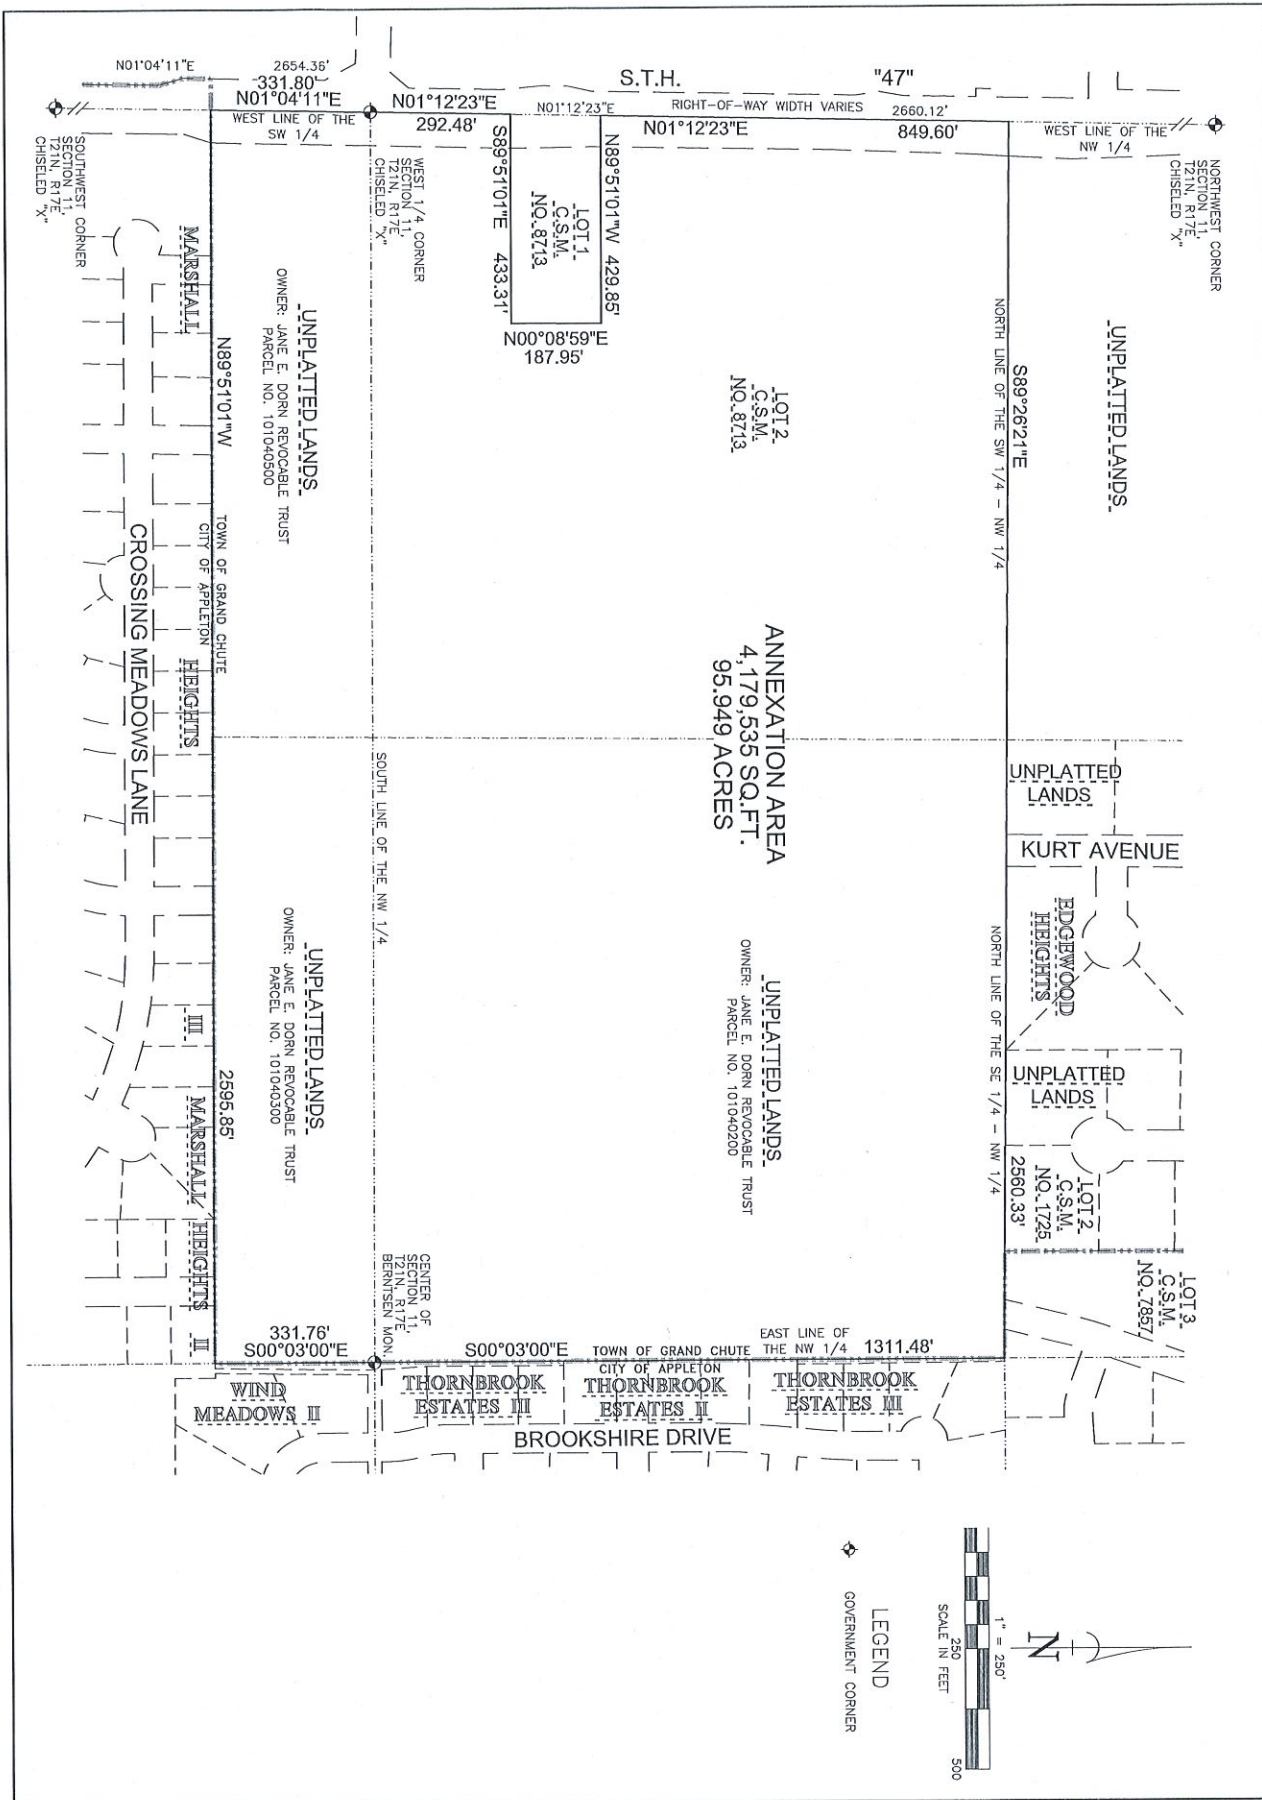 N01°04'11"E
2654.36'
331.80'
N01°04'11"E
WEST LINE OF THE
SW 1/4
N01°12'23"E
292.48'
S.T.H. "47"
N01°12'23"E
RIGHT-OF-WAY WIDTH VARIES
2660.12'
N01°12'23"E
849.60'
WEST LINE OF THE
NW 1/4
SOUTHWEST CORNER
SECTION 11,
T21N, R17E
CHISELED "X"
WEST 1/4 CORNER
SECTION 11,
T21N, R17E,
CHISELED "X"
NORTHWEST CORNER
SECTION 11,
T21N, R17E
CHISELED "X"
S89°51'01"E 433.31'
LOT 1
C.S.M.
NO. 8713
N89°51'01"W 429.85'
N00°08'59"E
187.95'
UNPLATTED LANDS
OWNER: JANE E. DORN REVOCABLE TRUST
PARCEL NO. 101040500
LOT 2
C.S.M.
NO. 8713
NORTH LINE OF THE SW 1/4 - NW 1/4
S89°26'21"E
UNPLATTED LANDS
MARSHALL
HEIGHTS
III
N89°51'01"W
2595.85'
TOWN OF GRAND CHUTE
CITY OF APPLETON
CROSSING MEADOWS LANE
MARSHALL
HEIGHTS
II
ANNEXATION AREA
4,179,535 SQ.FT.
95.949 ACRES
SOUTH LINE OF THE NW 1/4
UNPLATTED LANDS
OWNER: JANE E. DORN REVOCABLE TRUST
PARCEL NO. 101040300
UNPLATTED LANDS
OWNER: JANE E. DORN REVOCABLE TRUST
PARCEL NO. 101040200
NORTH LINE OF THE SE 1/4 - NW 1/4
2560.33'
UNPLATTED
LANDS
KURT AVENUE
EDGEWOOD
HEIGHTS
UNPLATTED
LANDS
LOT 2
C.S.M.
NO. 1725
LOT 3
C.S.M.
NO. 7857
CENTER OF
SECTION 11,
T21N, R17E
BERNTSEN MON.
331.76'
S00°03'00"E
S00°03'00"E
TOWN OF GRAND CHUTE
CITY OF APPLETON
EAST LINE OF
THE NW 1/4
1311.48'
WIND
MEADOWS II
THORNBROOK
ESTATES III
THORNBROOK
ESTATES II
THORNBROOK
ESTATES III
BROOKSHIRE DRIVE
N
1" = 250'
250
500
SCALE IN FEET
LEGEND
GOVERNMENT CORNER